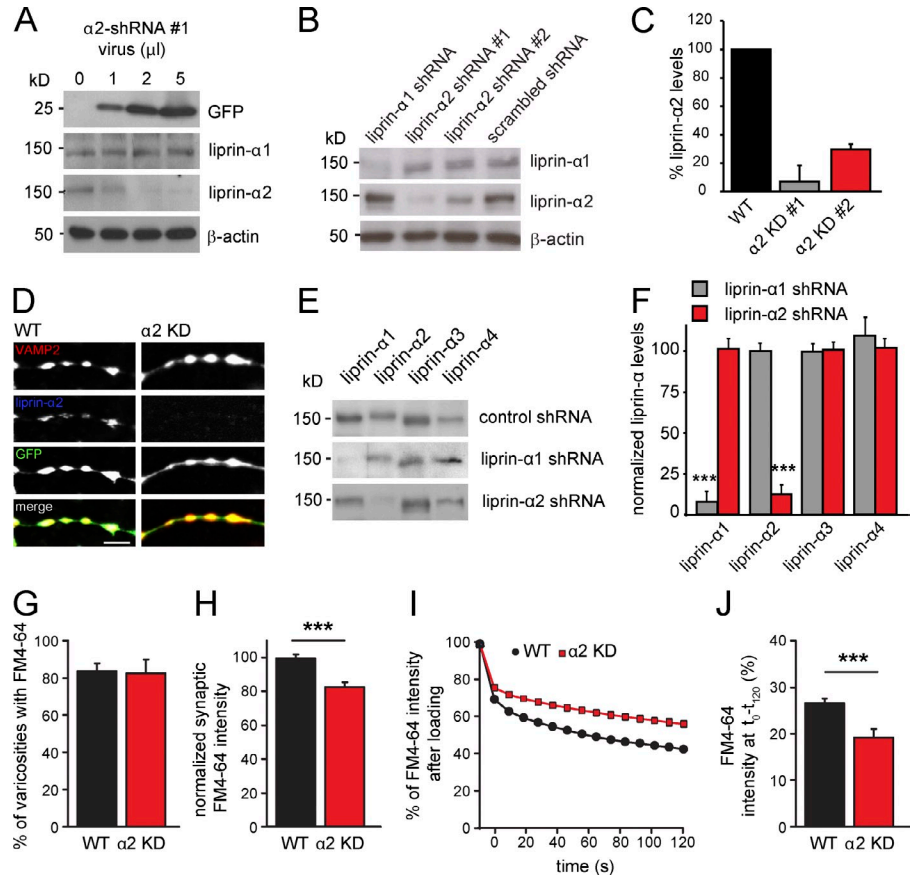 A
α2-shRNA #1
virus (μl)
kD 0 1 2 5
25 GFP
150 liprin-α1
150 liprin-α2
50 β-actin
B
liprin-α1 shRNA
liprin-α2 shRNA #1
liprin-α2 shRNA #2
scrambled shRNA
kD
150 liprin-α1
150 liprin-α2
50 β-actin
C
% liprin-α2 levels
120
100
80
60
40
20
0
WT
α2 KD #1
α2 KD #2
D
WT α2 KD
VAMP2
liprin-α2
GFP
merge
E
liprin-α1
liprin-α2
liprin-α3
liprin-α4
kD
150 control shRNA
150 liprin-α1 shRNA
150 liprin-α2 shRNA
F
liprin-α1 shRNA
liprin-α2 shRNA
normalized liprin-α levels
100
75
50
25
0
***
***
liprin-α1
liprin-α2
liprin-α3
liprin-α4
G
% of varicosities with FM4-64
100
80
60
40
20
0
WT α2 KD
H
normalized synaptic
FM4-64 intensity
120
100
80
60
40
20
0
***
WT α2 KD
I
% of FM4-64 intensity
after loading
100
80
60
40
0
WT α2 KD
0 20 40 60 80 100 120
time (s)
J
FM4-64
intensity at t0-t120 (%)
40
30
20
10
0
***
WT α2 KD